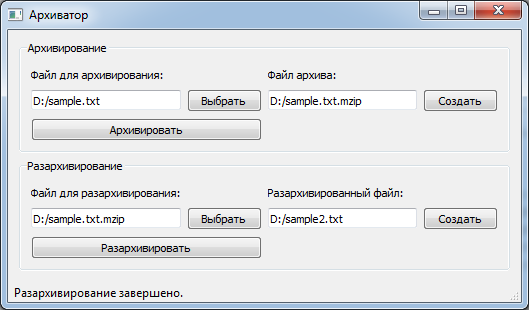 Архиватор
Архивирование
Файл для архивирования: Файл архива:
D:/sample.txt Выбрать D:/sample.txt.mzip Создать
Архивировать
Разархивирование
Файл для разархивирования: Разархивированный файл:
D:/sample.txt.mzip Выбрать D:/sample2.txt Создать
Разархивировать
Разархивирование завершено.